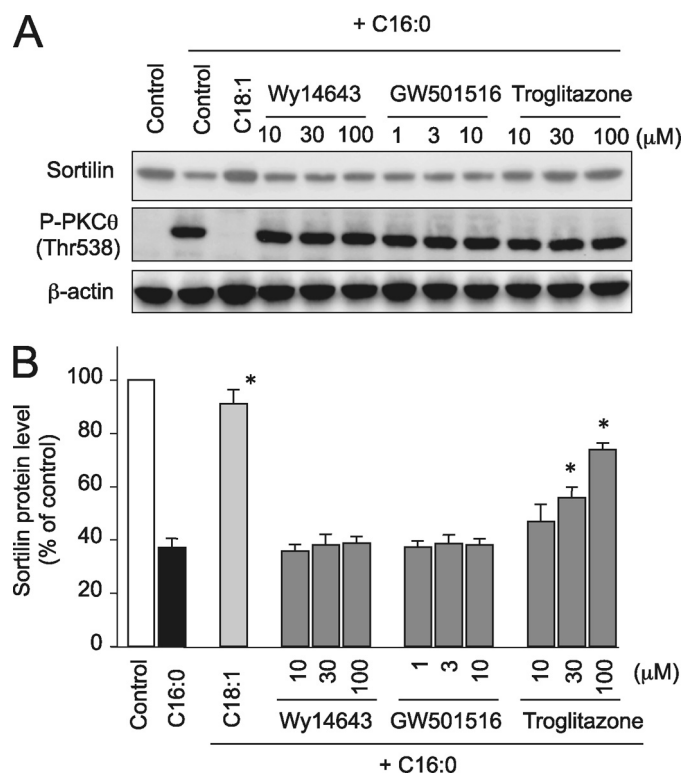 A
+ C16:0
Control
Control
C18:1
Wy14643
GW501516
Troglitazone
10 30 100 1 3 10 10 30 100 (μM)
Sortilin
P-PKCθ
(Thr538)
β-actin
B
Sortilin protein level
(% of control)
100
80
60
40
20
0
* * *
Control
C16:0
C18:1
10 30 100 1 3 10 10 30 100 (μM)
Wy14643 GW501516 Troglitazone
+ C16:0